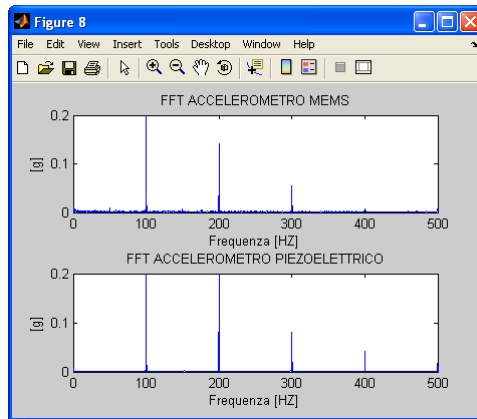 Figure 8
File Edit View Insert Tools Desktop Window Help
FFT ACCELEROMETRO MEMS
0.2
0.1
0
[g]
0 100 200 300 400 500
Frequenza [HZ]
FFT ACCELEROMETRO PIEZOELETTRICO
0.2
0.1
0
[g]
0 100 200 300 400 500
Frequenza [HZ]